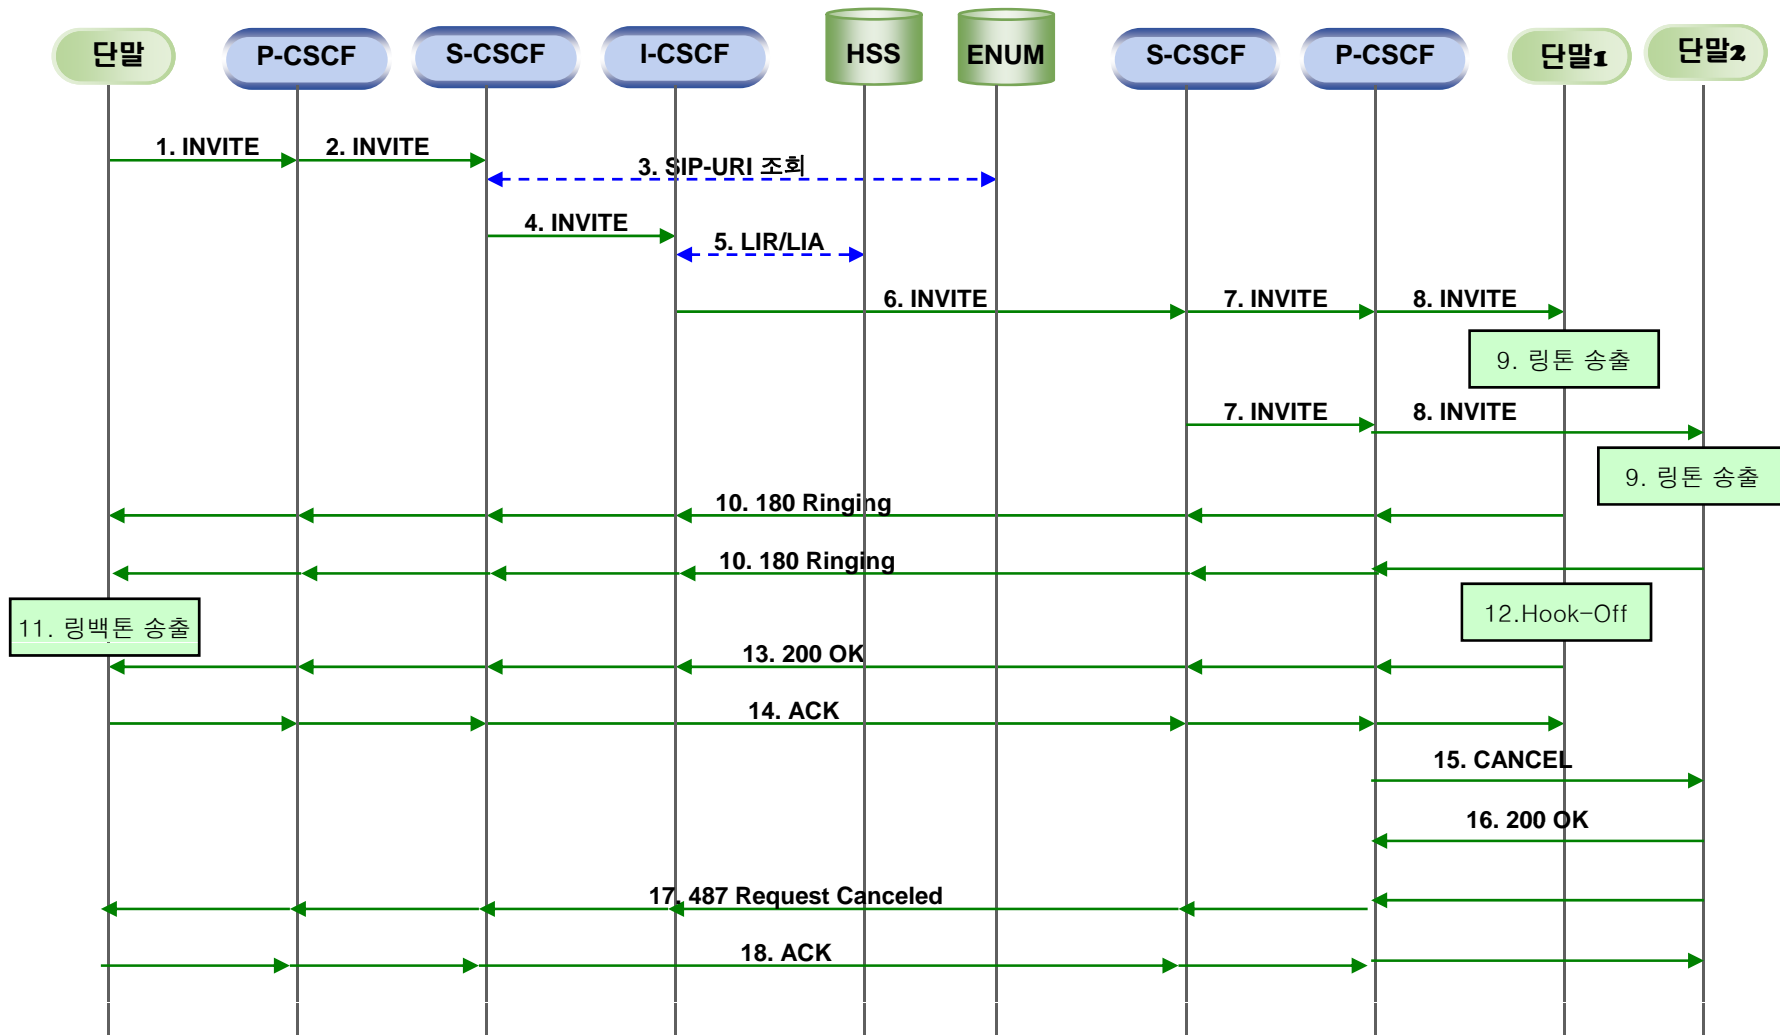 단말
P-CSCF
S-CSCF
I-CSCF
HSS
ENUM
S-CSCF
P-CSCF
단말1
단말2
1. INVITE
2. INVITE
3. SIP-URI 조회
4. INVITE
5. LIR/LIA
6. INVITE
7. INVITE
8. INVITE
9. 링톤 송출
7. INVITE
8. INVITE
9. 링톤 송출
10. 180 Ringing
10. 180 Ringing
11. 링백톤 송출
12.Hook-Off
13. 200 OK
14. ACK
15. CANCEL
16. 200 OK
17. 487 Request Canceled
18. ACK